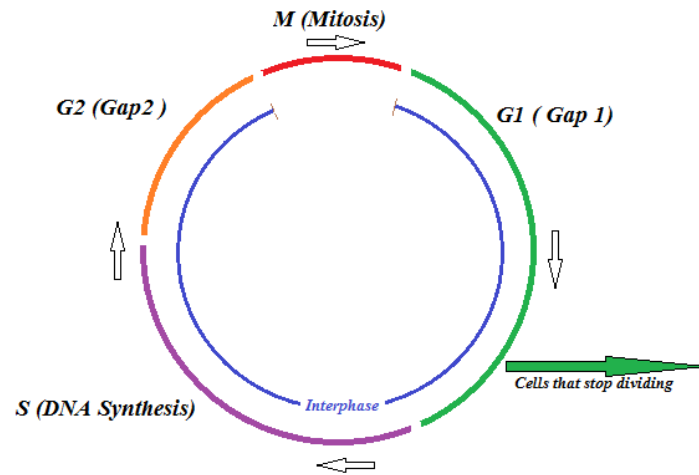 M (Mitosis)
G2 (Gap2 )
G1 ( Gap 1)
Cells that stop dividing
S (DNA Synthesis)
Interphase